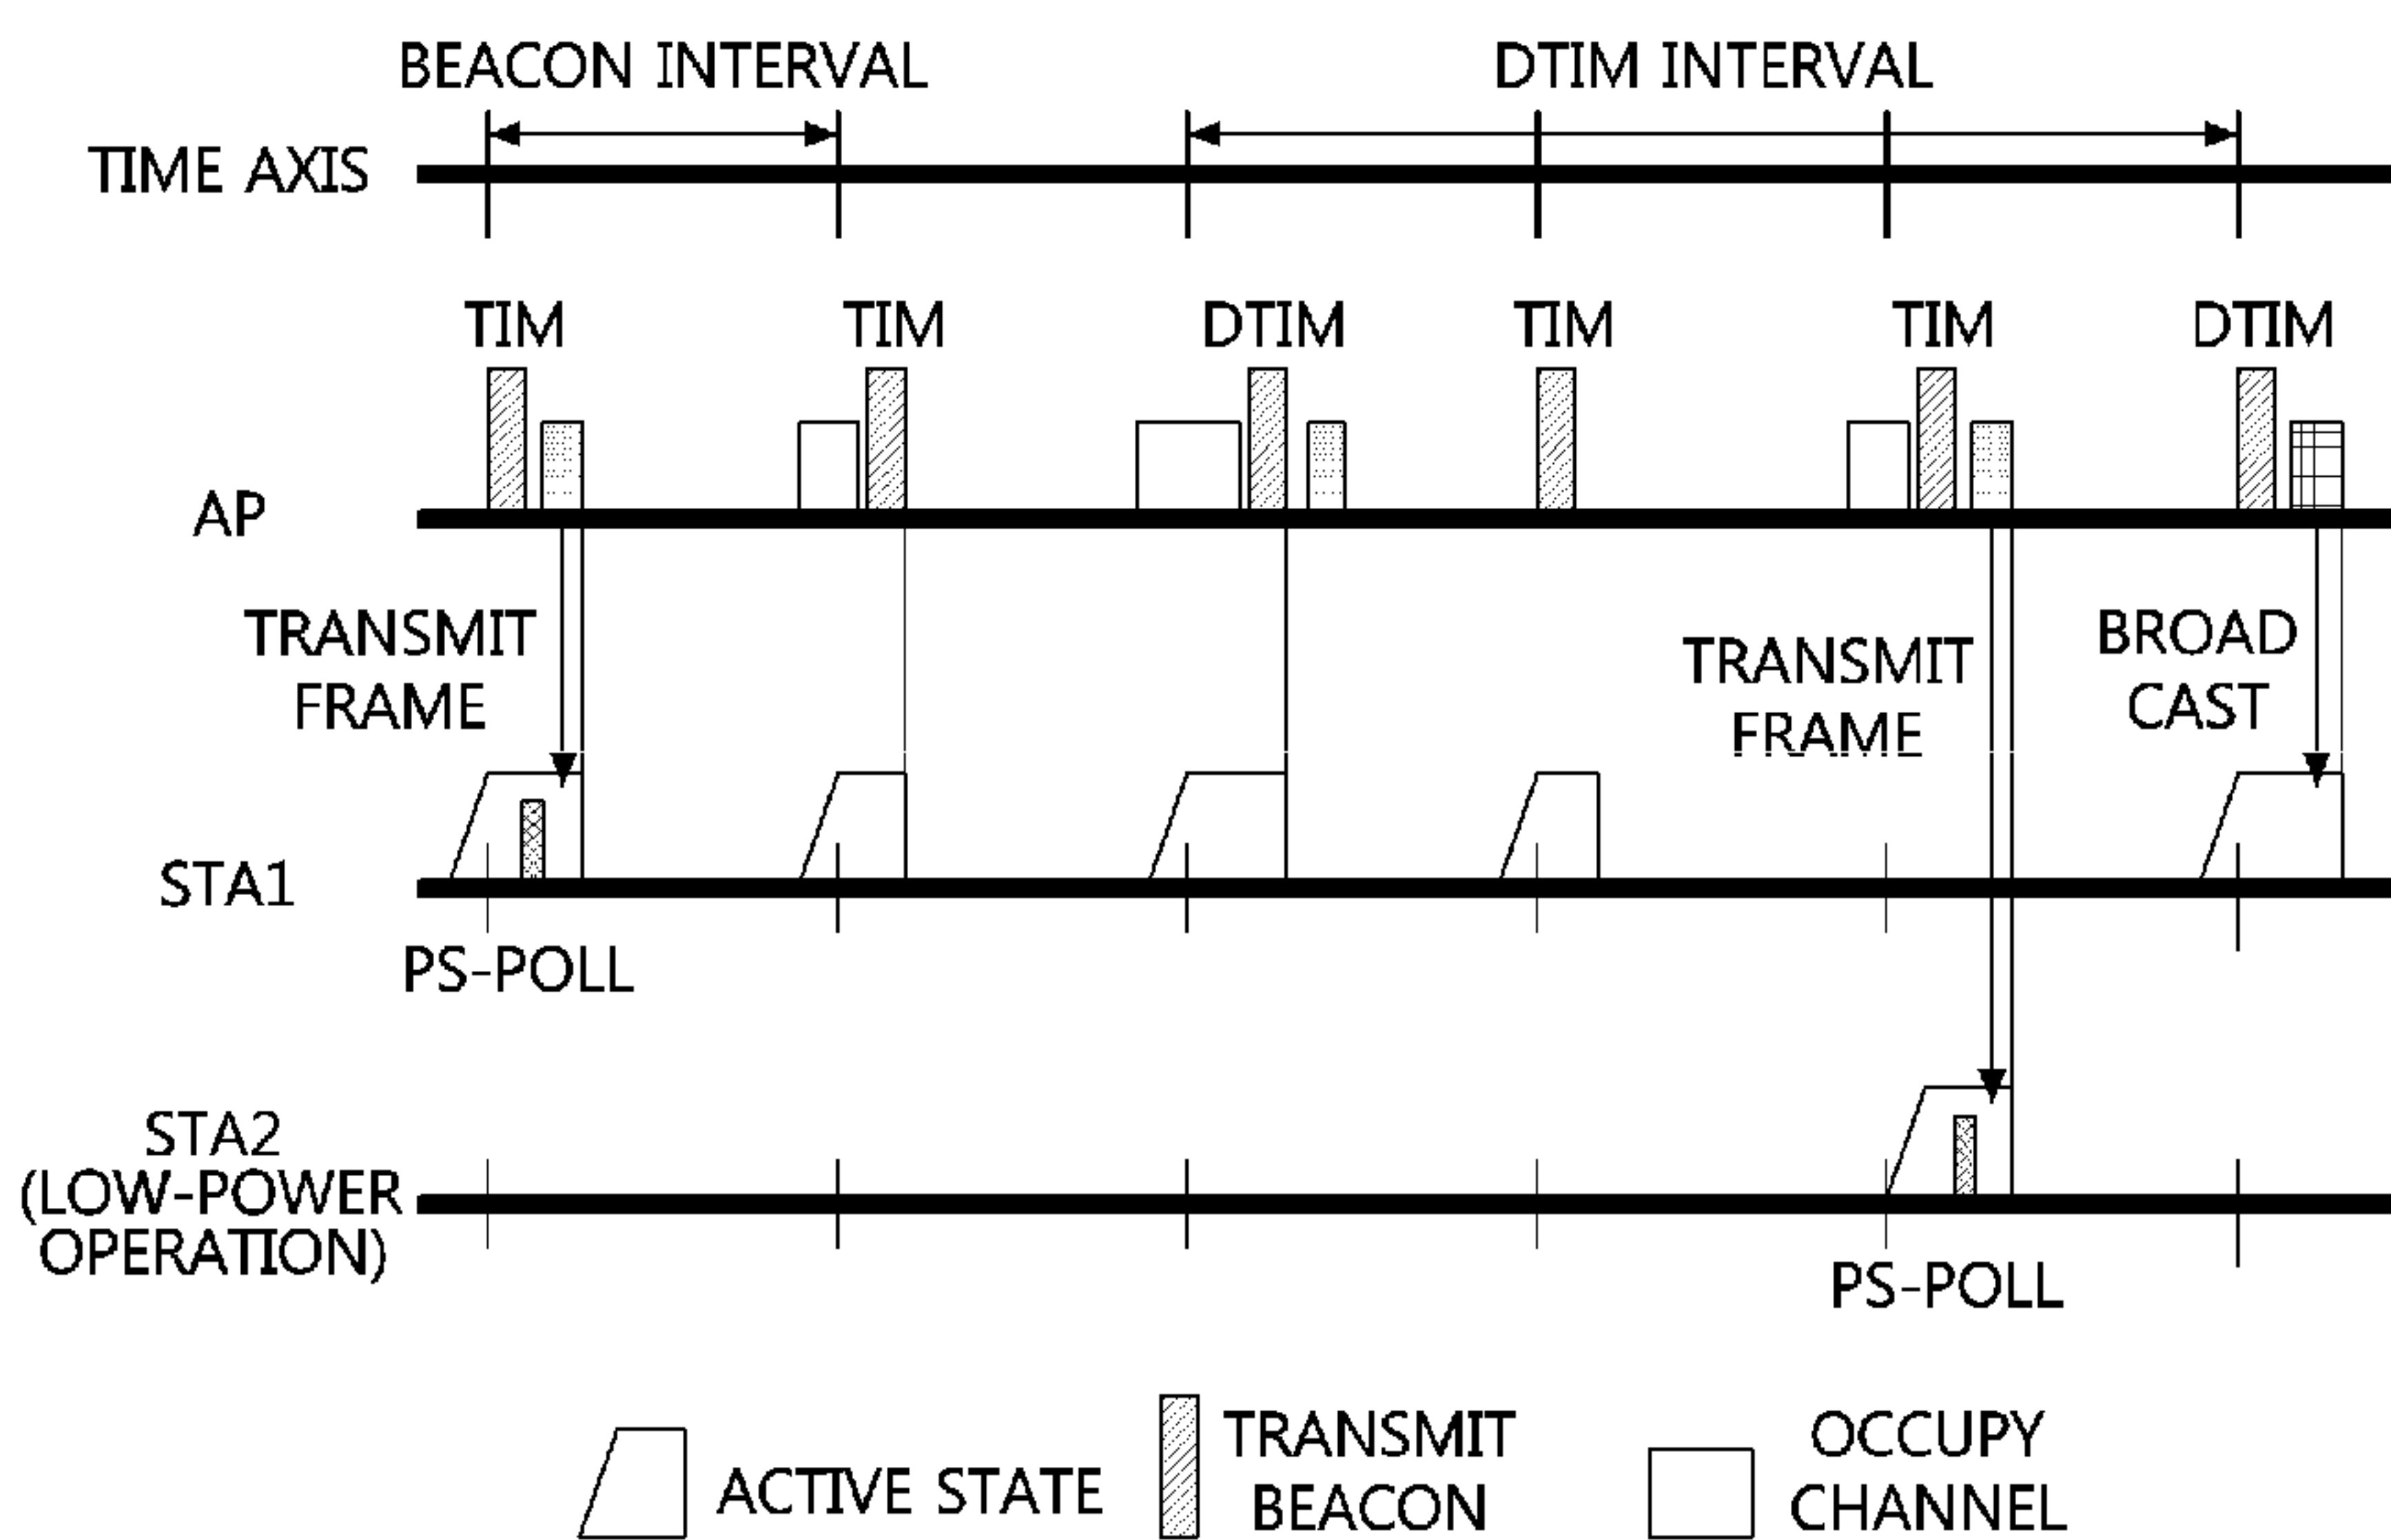 BEACON INTERVAL
DTIM INTERVAL
TIME AXIS
TIM
TIM
DTIM
TIM
TIM
DTIM
AP
TRANSMIT
FRAME
TRANSMIT
FRAME
BROAD
CAST
STA1
PS-POLL
STA2
(LOW-POWER
OPERATION)
PS-POLL
ACTIVE STATE
TRANSMIT
BEACON
OCCUPY
CHANNEL